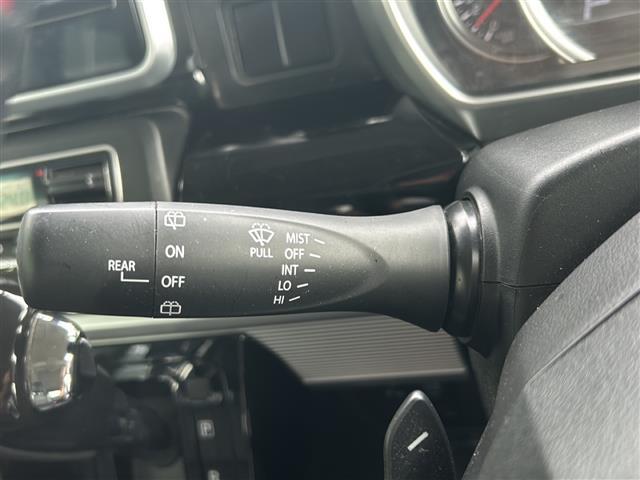 REAR
ON
OFF
PULL
MIST
OFF
INT
LO
HI